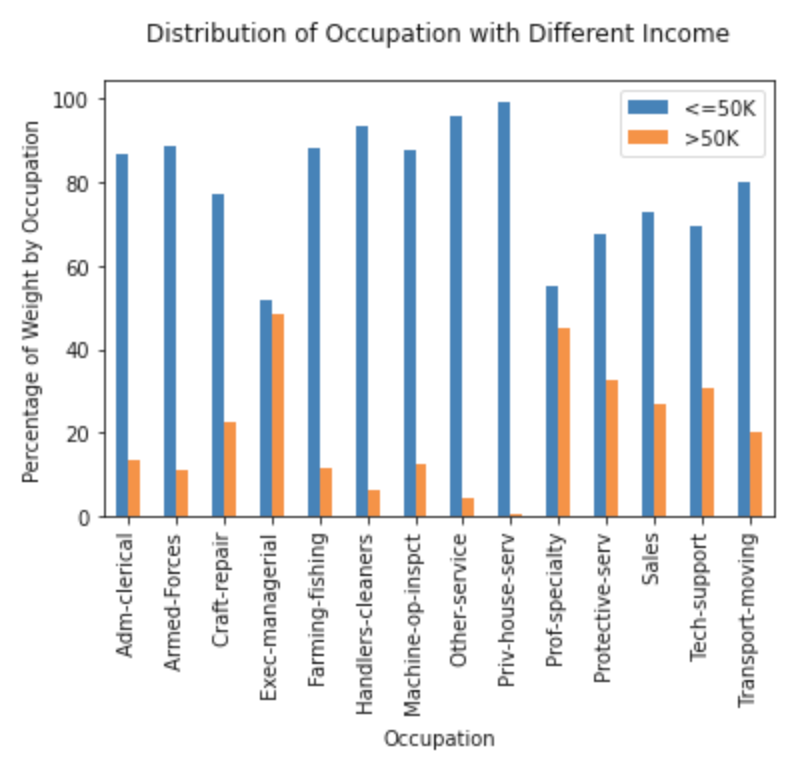 Distribution of Occupation with Different Income
<=50K
>50K
Percentage of Weight by Occupation
100
80
60
40
20
0
Adm-clerical
Armed-Forces
Craft-repair
Exec-managerial
Farming-fishing
Handlers-cleaners
Machine-op-inspct
Other-service
Priv-house-serv
Prof-specialty
Protective-serv
Sales
Tech-support
Transport-moving
Occupation